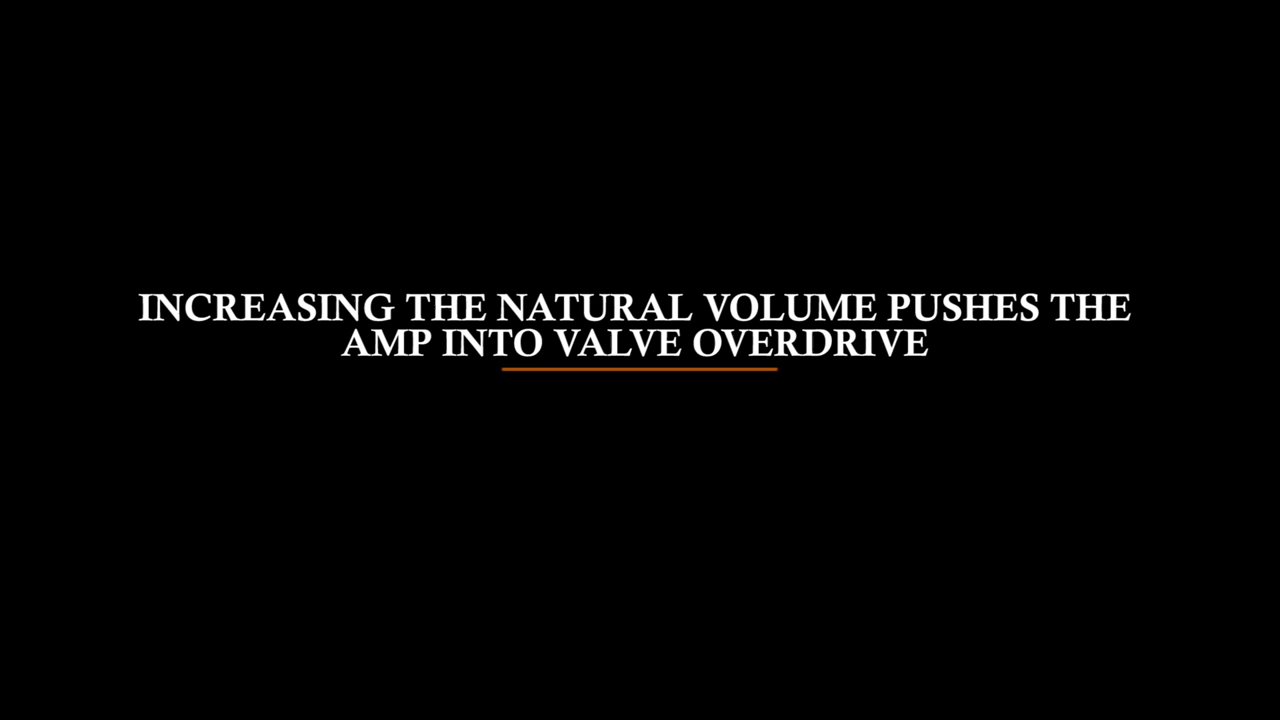 INCREASING THE NATURAL VOLUME PUSHES THE
AMP INTO VALVE OVERDRIVE